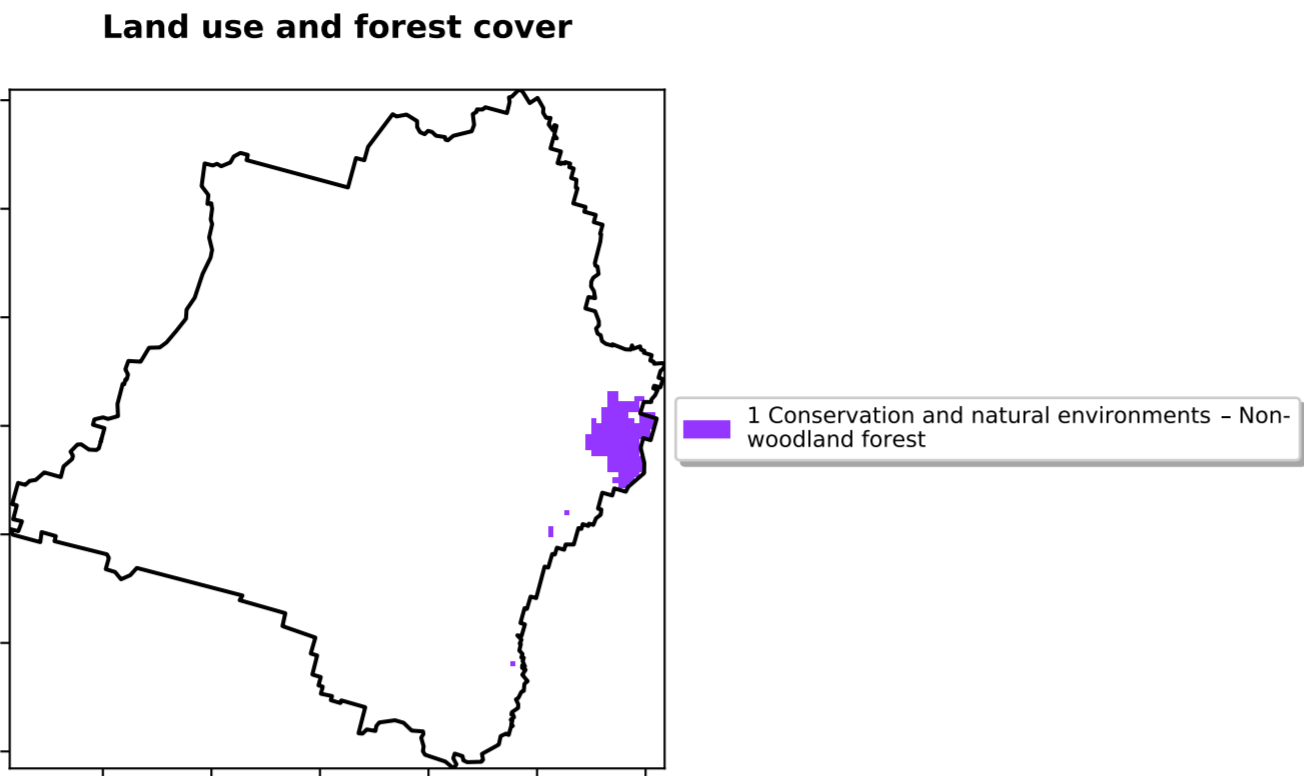 Land use and forest cover
1 Conservation and natural environments – Non-
woodland forest